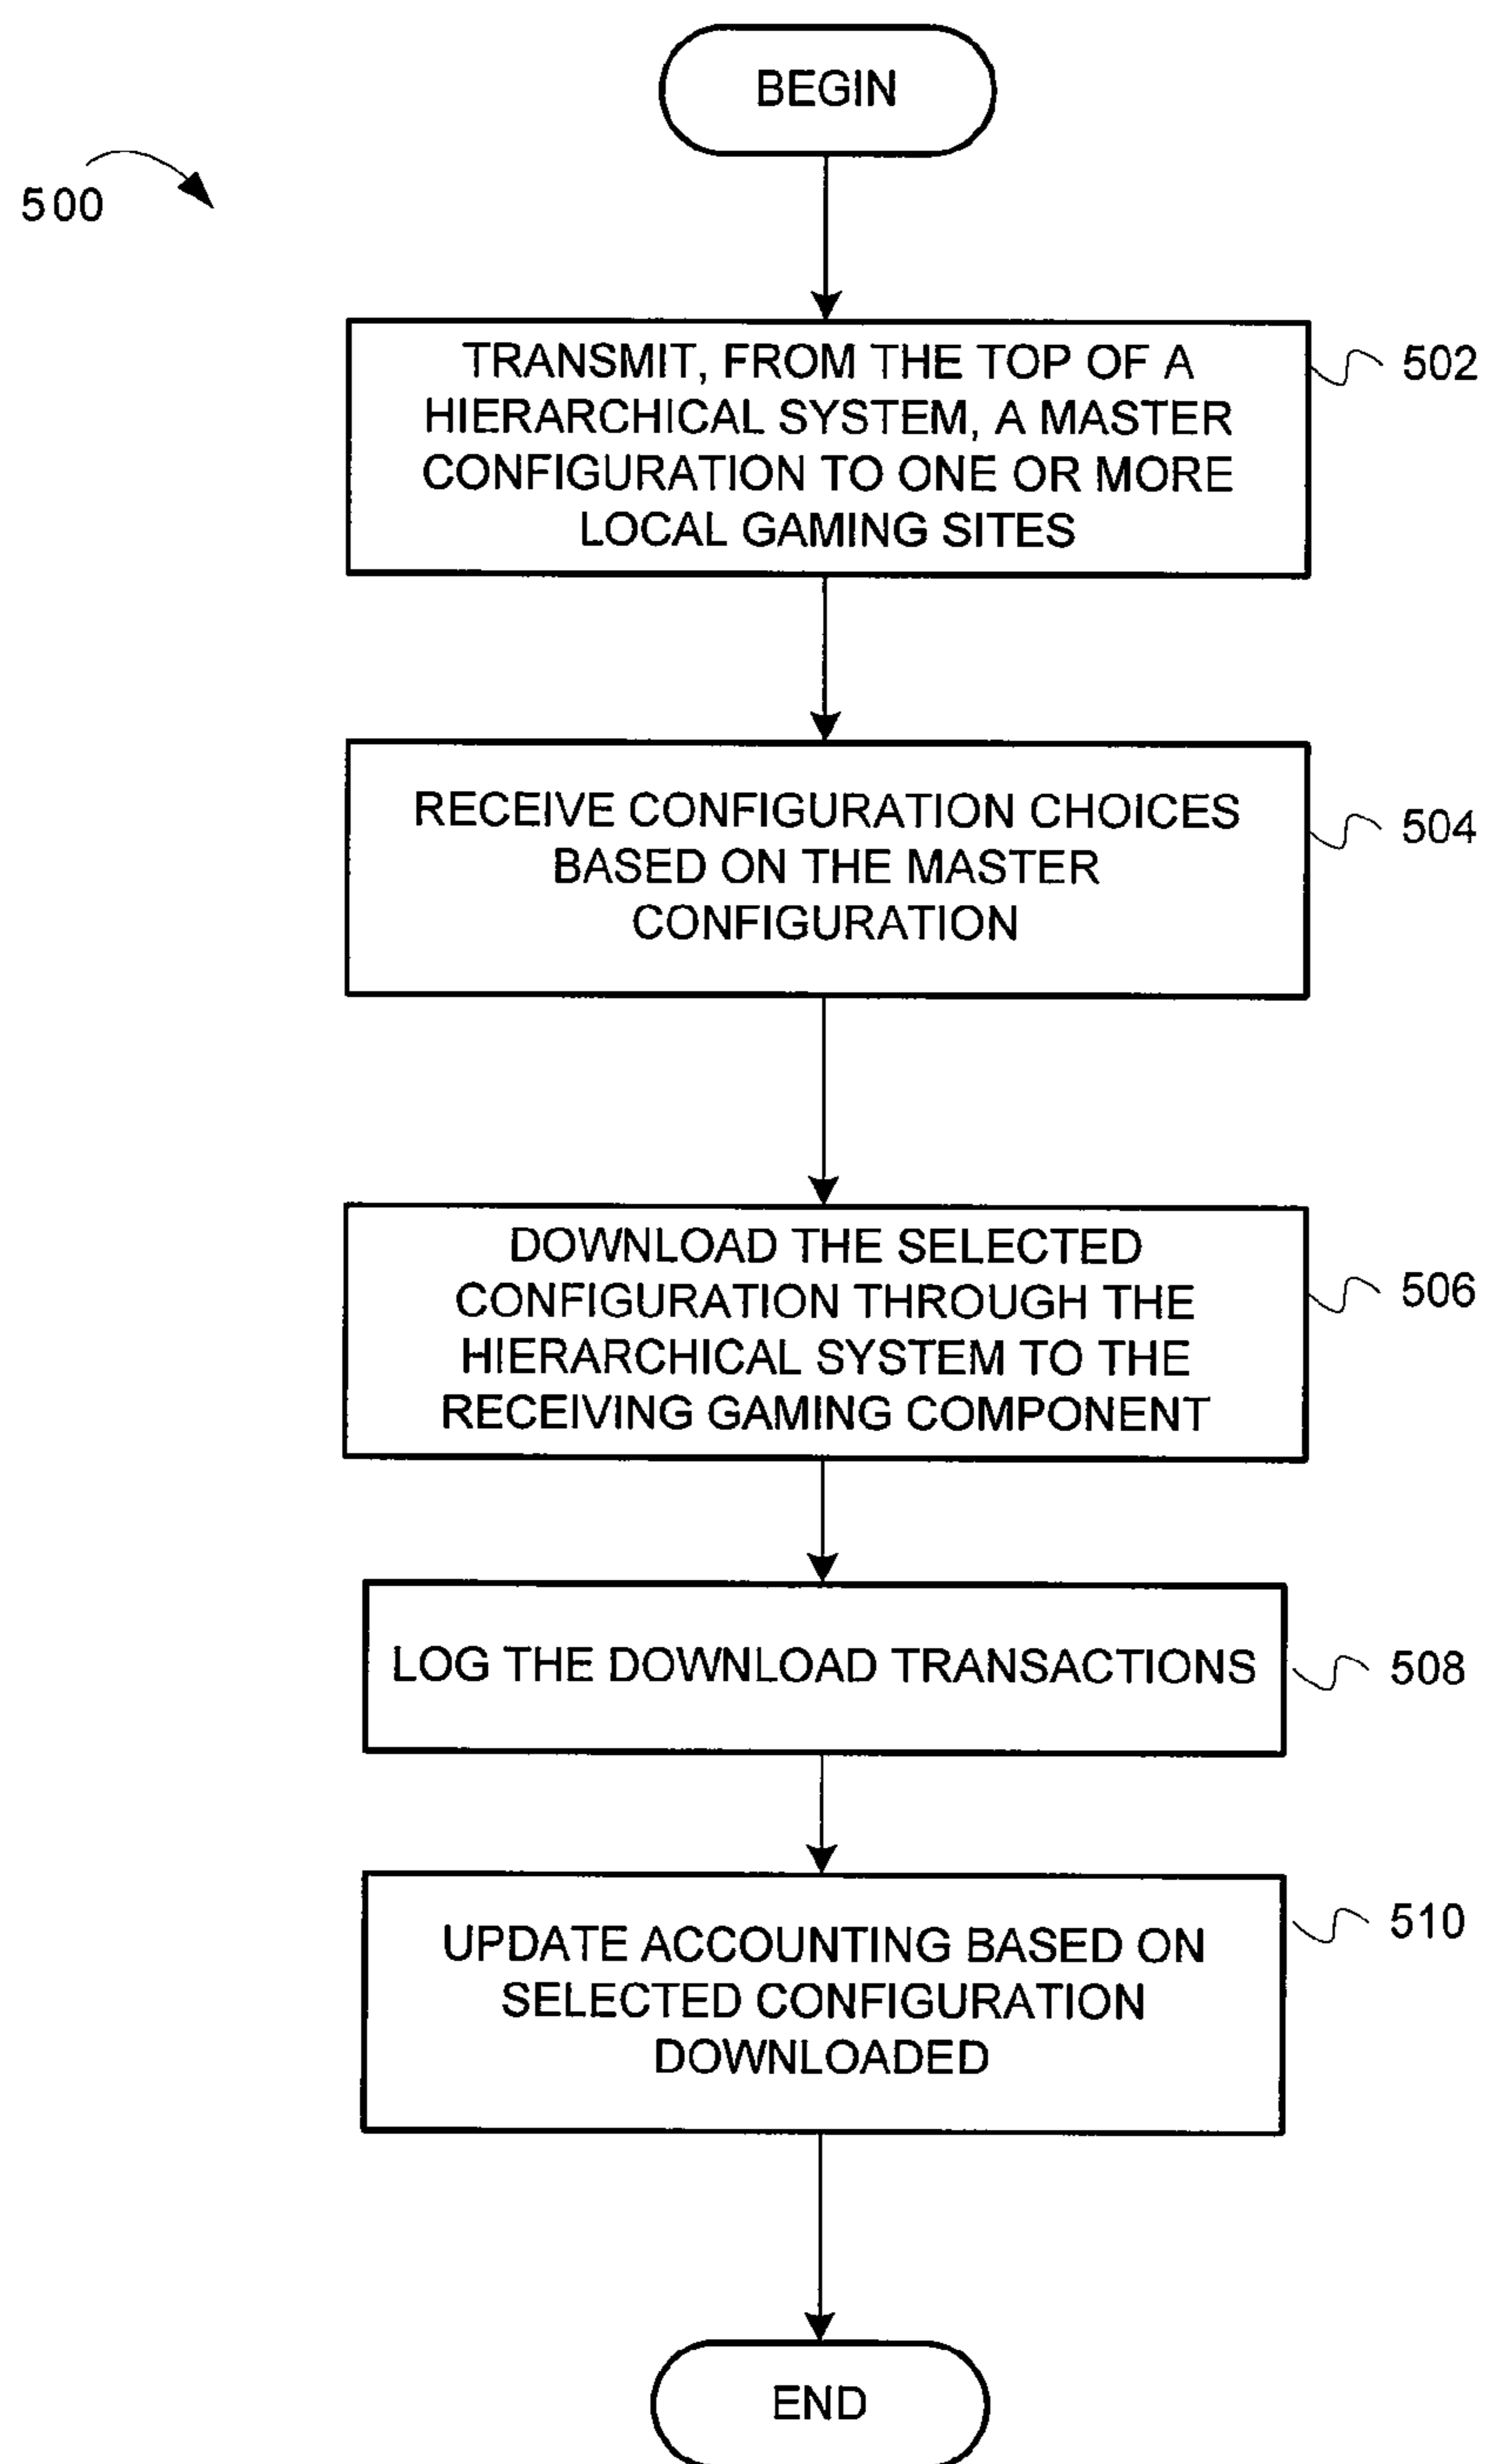 BEGIN
500
TRANSMIT, FROM THE TOP OF A
HIERARCHICAL SYSTEM, A MASTER
CONFIGURATION TO ONE OR MORE
LOCAL GAMING SITES
502
RECEIVE CONFIGURATION CHOICES
BASED ON THE MASTER
CONFIGURATION
504
DOWNLOAD THE SELECTED
CONFIGURATION THROUGH THE
HIERARCHICAL SYSTEM TO THE
RECEIVING GAMING COMPONENT
506
LOG THE DOWNLOAD TRANSACTIONS
508
UPDATE ACCOUNTING BASED ON
SELECTED CONFIGURATION
DOWNLOADED
510
END